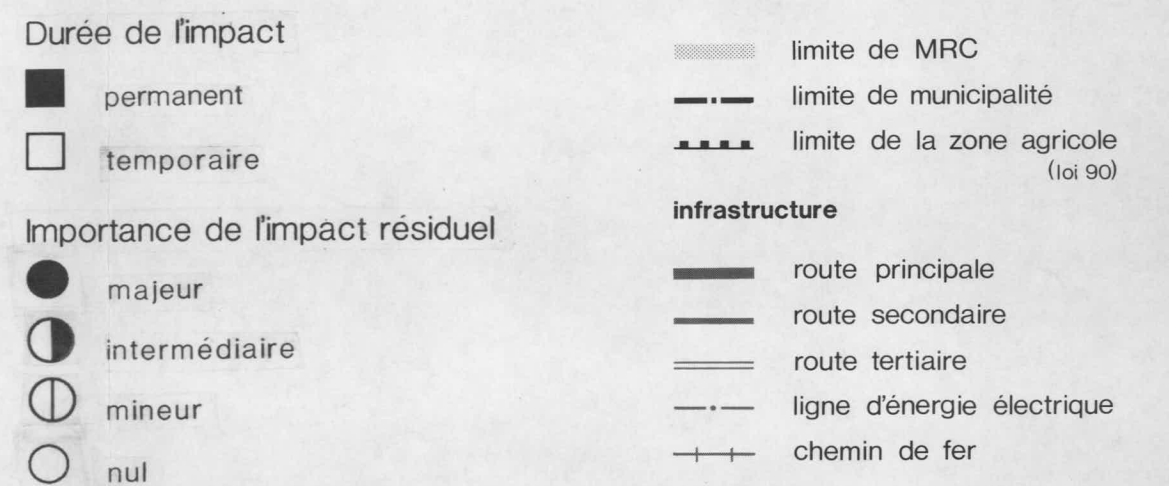 Durée de l'impact
permanent
temporaire
Importance de l'impact résiduel
majeur
intermédiaire
mineur
nul
limite de MRC
limite de municipalité
limite de la zone agricole
(loi 90)
infrastructure
route principale
route secondaire
route tertiaire
ligne d'énergie électrique
chemin de fer